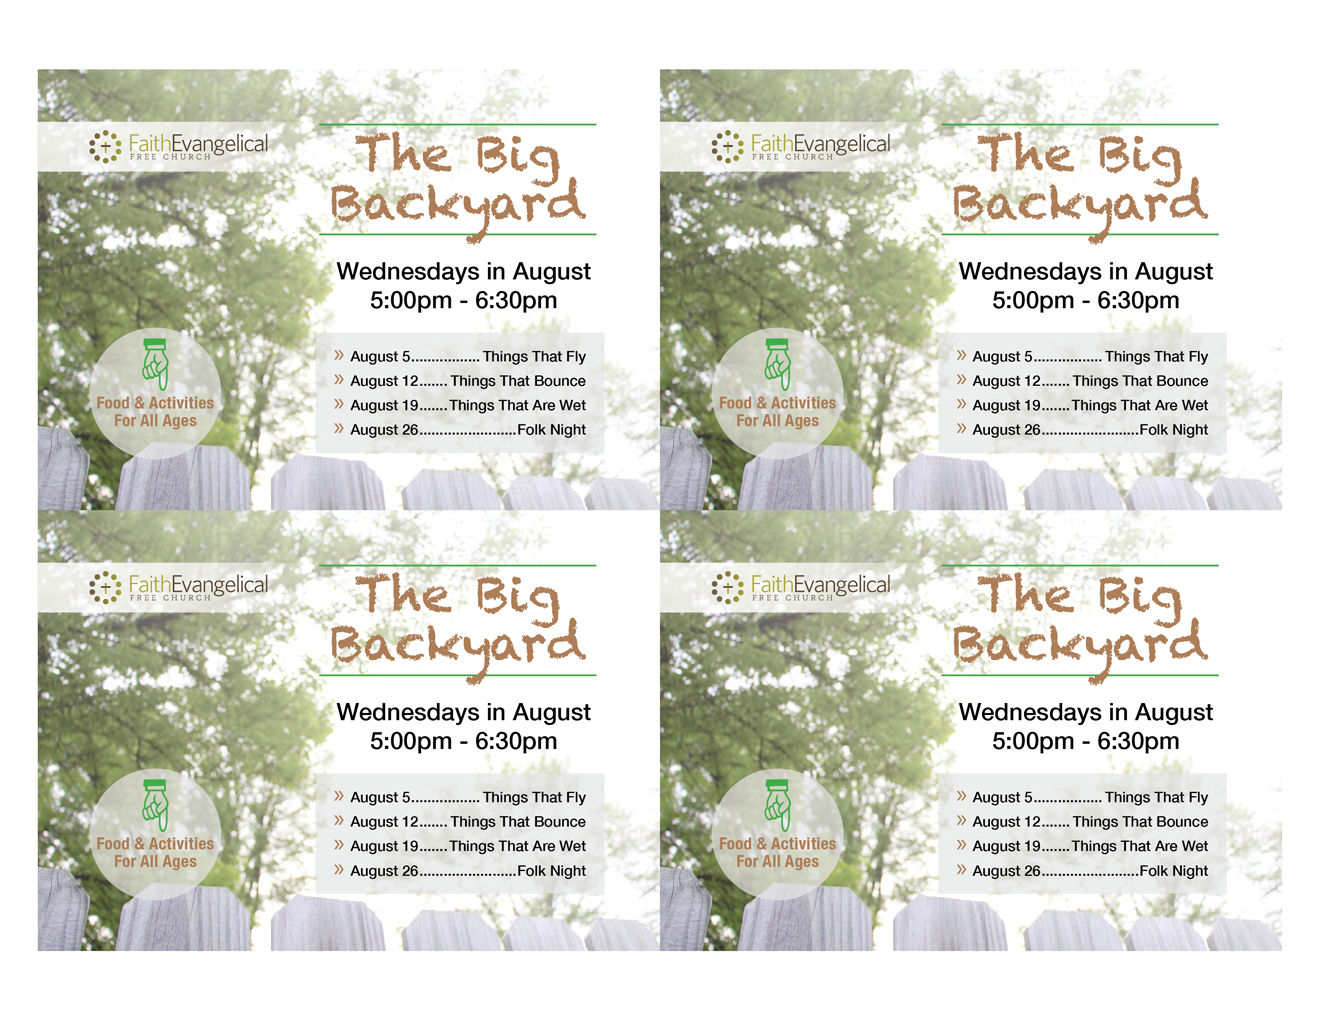 FaithEvangelical
FREE CHURCH
The Big
Backyard
Wednesdays in August
5:00pm - 6:30pm
» August 5................. Things That Fly
» August 12....... Things That Bounce
» August 19.......Things That Are Wet
» August 26........................Folk Night
Food & Activities
For All Ages
FaithEvangelical
FREE CHURCH
The Big
Backyard
Wednesdays in August
5:00pm - 6:30pm
» August 5................. Things That Fly
» August 12....... Things That Bounce
» August 19.......Things That Are Wet
» August 26........................Folk Night
Food & Activities
For All Ages
FaithEvangelical
FREE CHURCH
The Big
Backyard
Wednesdays in August
5:00pm - 6:30pm
» August 5................. Things That Fly
» August 12....... Things That Bounce
» August 19.......Things That Are Wet
» August 26........................Folk Night
Food & Activities
For All Ages
FaithEvangelical
FREE CHURCH
The Big
Backyard
Wednesdays in August
5:00pm - 6:30pm
» August 5................. Things That Fly
» August 12....... Things That Bounce
» August 19.......Things That Are Wet
» August 26........................Folk Night
Food & Activities
For All Ages